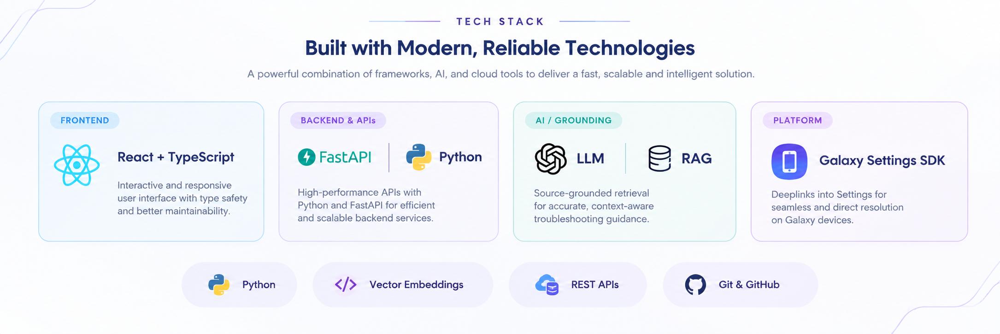 TECH STACK
Built with Modern, Reliable Technologies
A powerful combination of frameworks, AI, and cloud tools to deliver a fast, scalable and intelligent solution.
FRONTEND
React + TypeScript
Interactive and responsive
user interface with type safety
and better maintainability.
BACKEND & APIs
FastAPI
Python
High-performance APIs with
Python and FastAPI for efficient
and scalable backend services.
AI / GROUNDING
LLM
RAG
Source-grounded retrieval
for accurate, context-aware
troubleshooting guidance.
PLATFORM
Galaxy Settings SDK
Deeplinks into Settings for
seamless and direct resolution
on Galaxy devices.
Python
Vector Embeddings
REST APIs
Git & GitHub